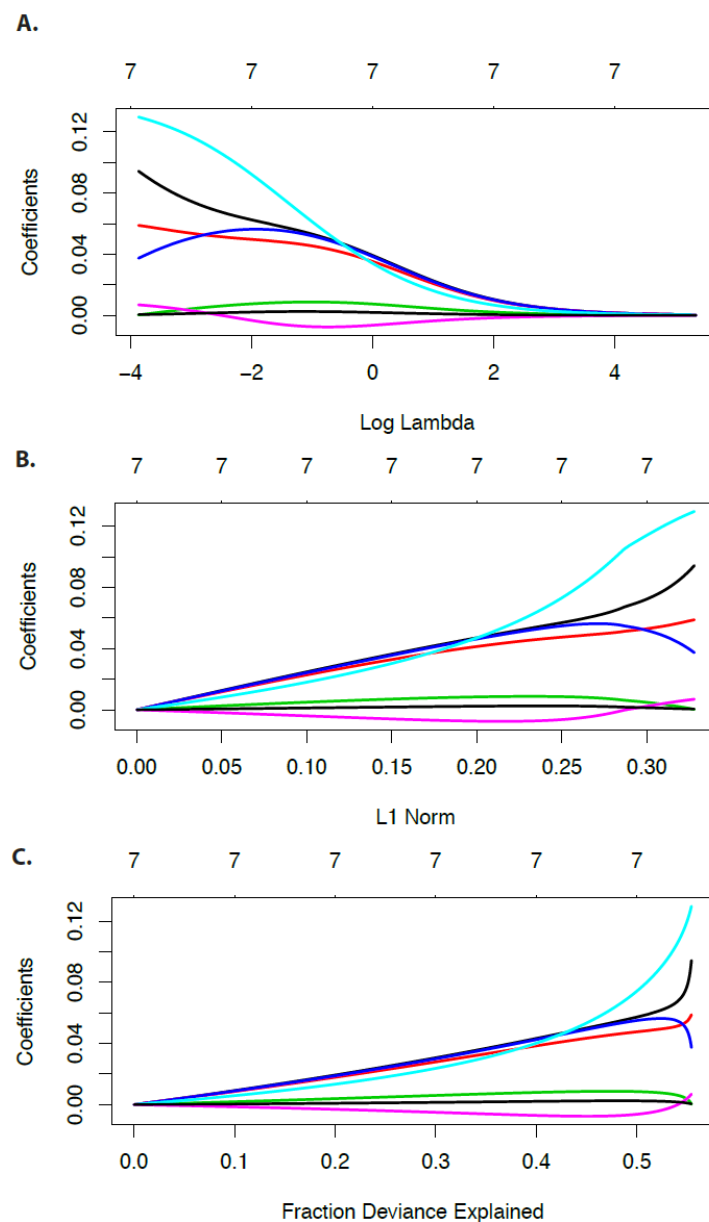 A.
7 7 7 7 7
0.12
0.08
0.04
0.00
Coefficients
−4 −2 0 2 4
Log Lambda
B.
7 7 7 7 7 7 7
0.12
0.08
0.04
0.00
Coefficients
0.00 0.05 0.10 0.15 0.20 0.25 0.30
L1 Norm
C.
7 7 7 7 7 7
0.12
0.08
0.04
0.00
Coefficients
0.0 0.1 0.2 0.3 0.4 0.5
Fraction Deviance Explained